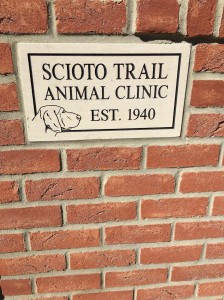 SCIOTO TRAIL
ANIMAL CLINIC
EST. 1940